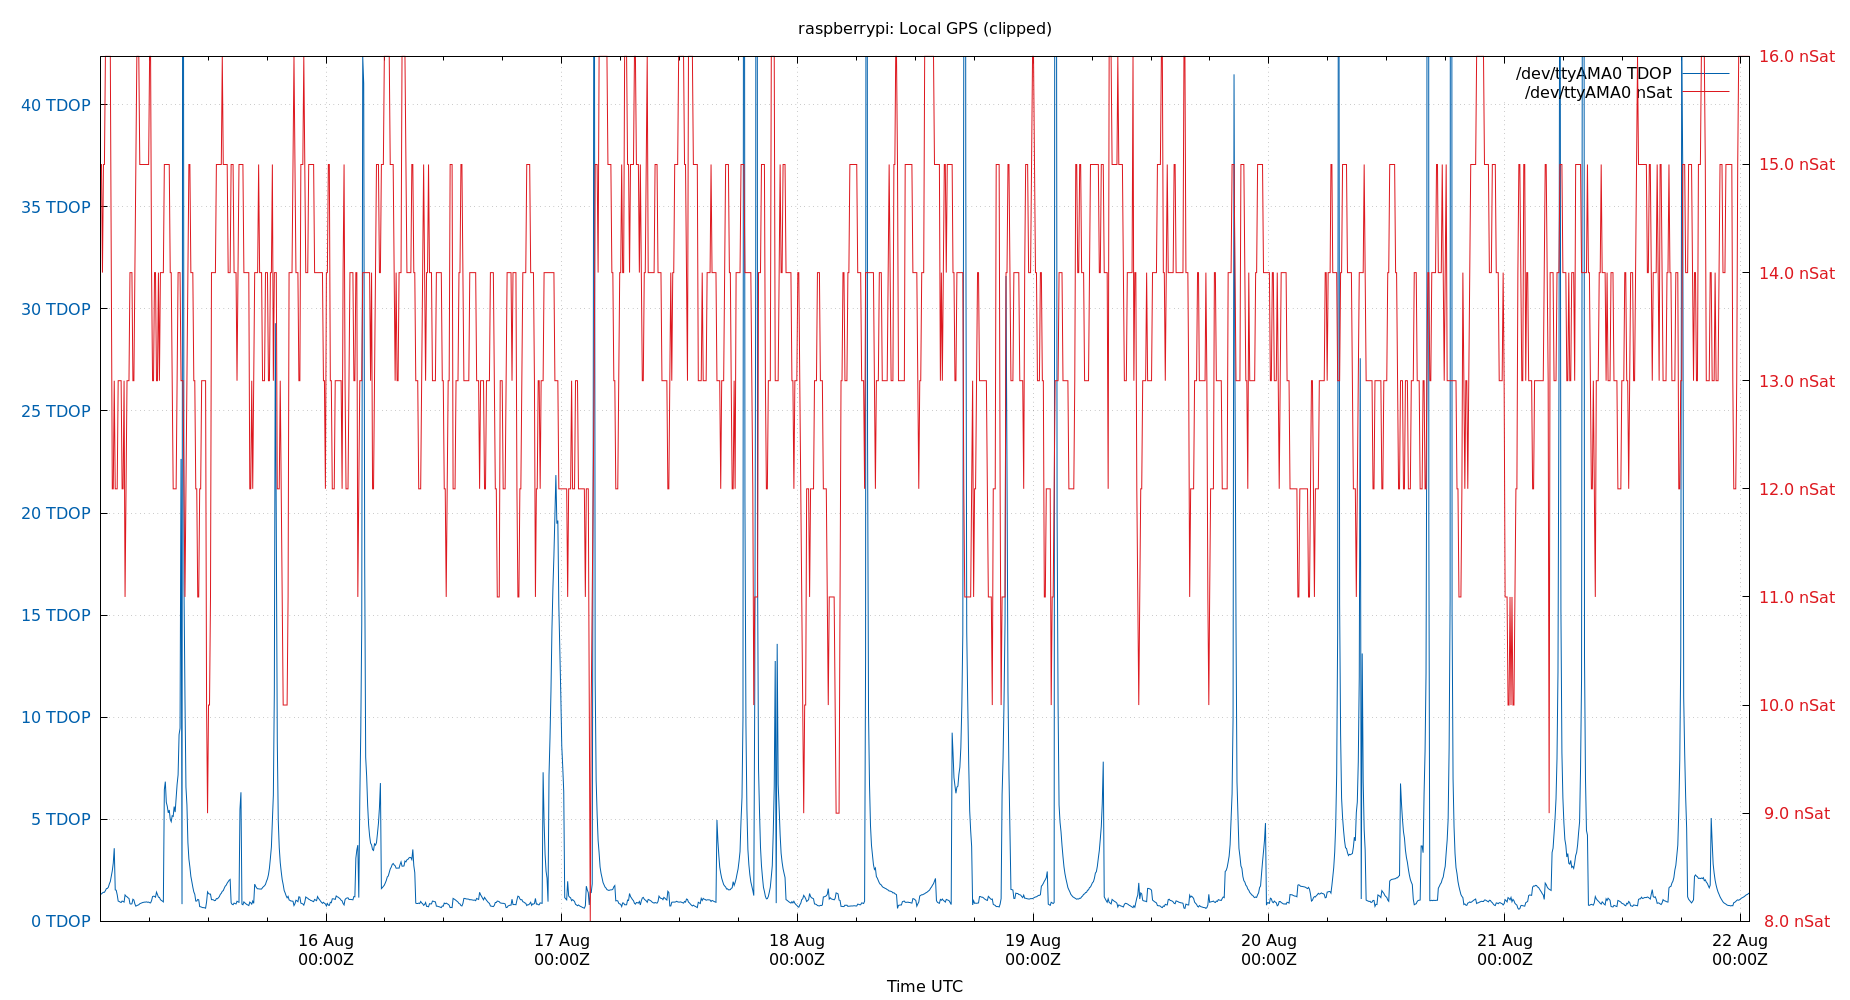 raspberrypi: Local GPS (clipped)
/dev/ttyAMA0 TDOP
/dev/ttyAMA0 nSat
40 TDOP
35 TDOP
30 TDOP
25 TDOP
20 TDOP
15 TDOP
10 TDOP
5 TDOP
0 TDOP
16.0 nSat
15.0 nSat
14.0 nSat
13.0 nSat
12.0 nSat
11.0 nSat
10.0 nSat
9.0 nSat
8.0 nSat
16 Aug
00:00Z
17 Aug
00:00Z
18 Aug
00:00Z
19 Aug
00:00Z
20 Aug
00:00Z
21 Aug
00:00Z
22 Aug
00:00Z
Time UTC